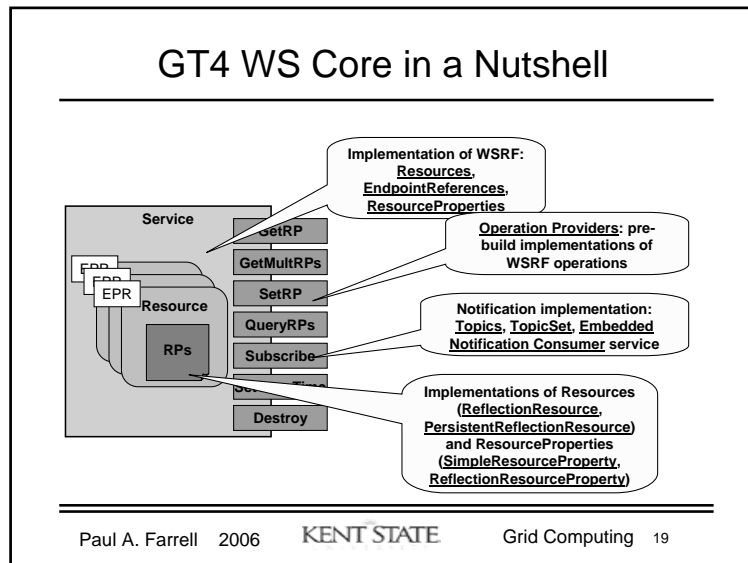 GT4 WS Core in a Nutshell
Implementation of WSRF:
Resources,
EndpointReferences,
ResourceProperties
Service
GetRP
Operation Providers: pre-
build implementations of
WSRF operations
GetMultRPs
EPR
EPR
EPR
Resource
SetRP
RPs
QueryRPs
Notification implementation:
Topics, TopicSet, Embedded
Notification Consumer service
Subscribe
Destroy
Implementations of Resources
(ReflectionResource,
PersistentReflectionResource)
and ResourceProperties
(SimpleResourceProperty,
ReflectionResourceProperty)
Paul A. Farrell 2006 KENT STATE Grid Computing 19